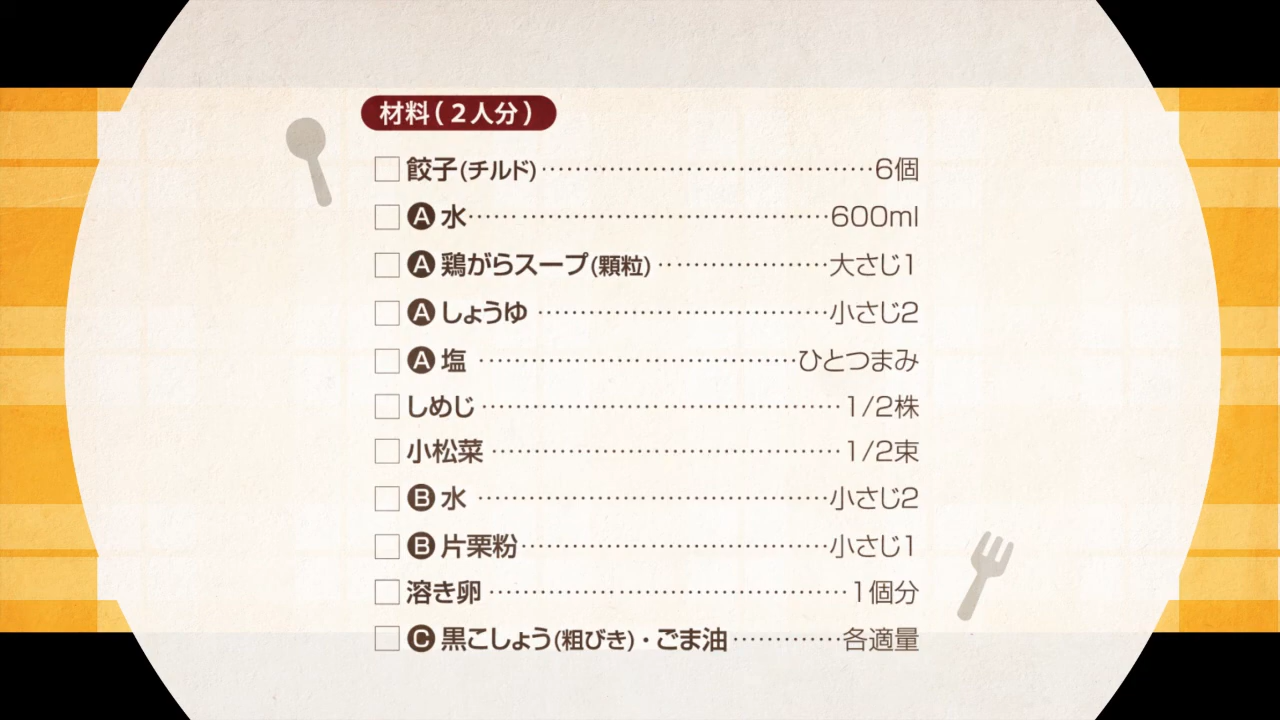 材料(2人分)
餃子(チルド)……………………………………6個
Ⓐ水……………………………………600ml
Ⓐ鶏がらスープ(顆粒)…………………大さじ1
Ⓐしょうゆ……………………………小さじ2
Ⓐ塩………………………………ひとつまみ
しめじ……………………………………1/2株
小松菜……………………………………1/2束
Ⓑ水……………………………………小さじ2
Ⓑ片栗粉………………………………小さじ1
溶き卵……………………………………1個分
Ⓒ黒こしょう(粗びき)・ごま油…………各適量